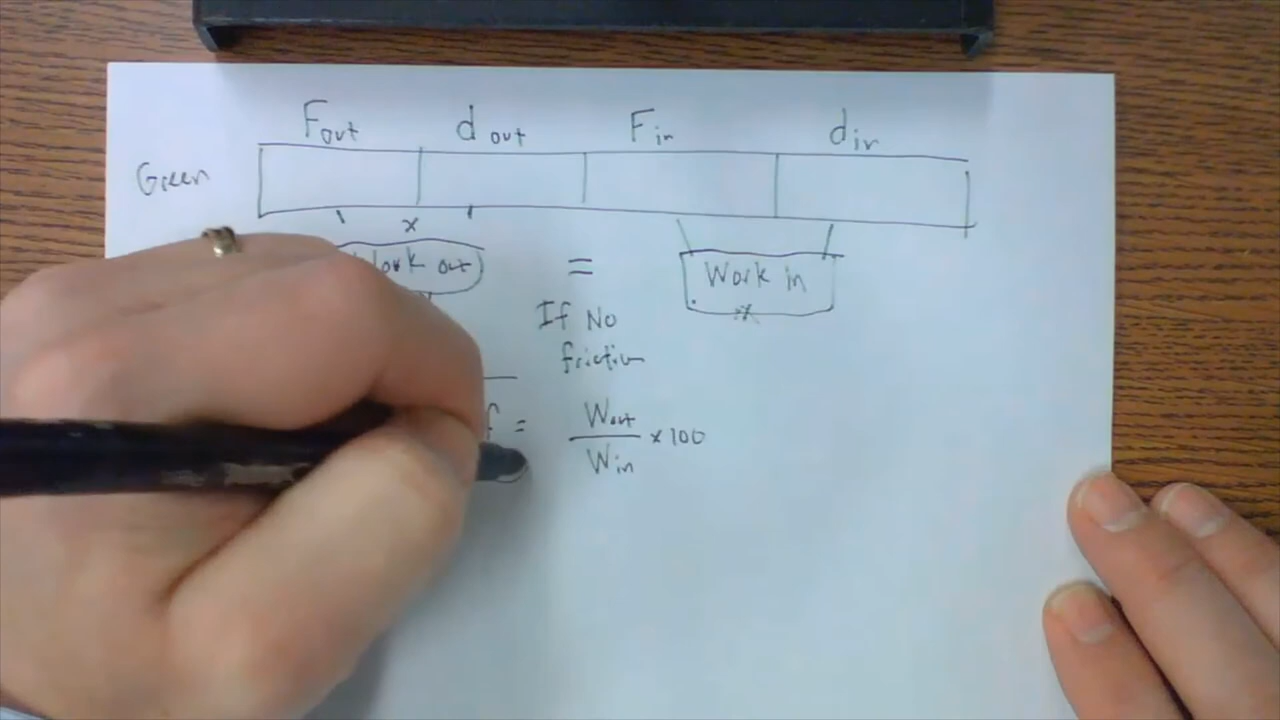 Fout dout Fin din
Green
x
Work out = Work in
x
If No
friction
f = Wout
Win
x 100